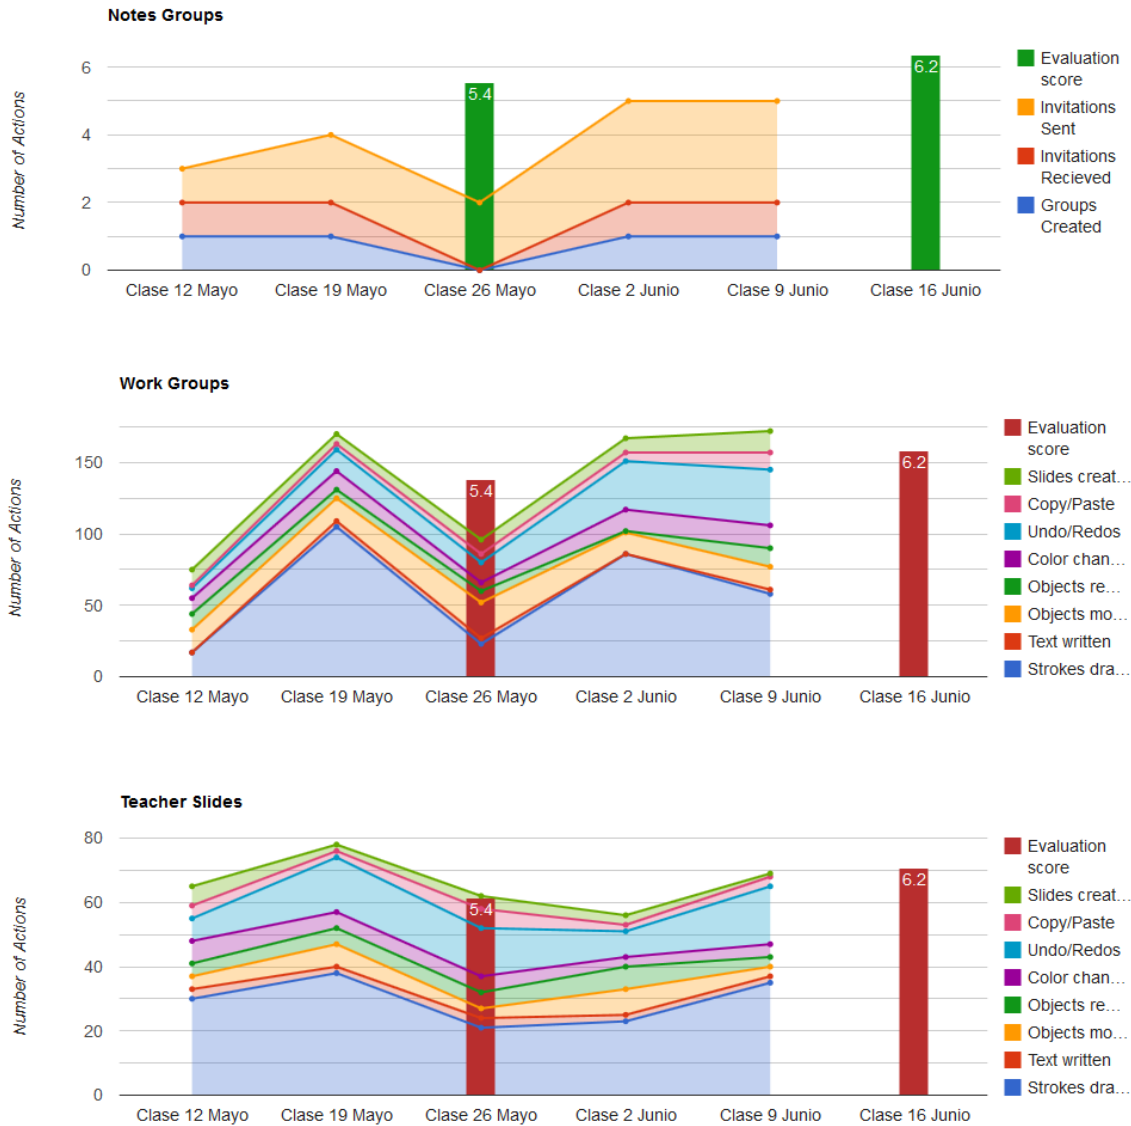 Notes Groups
Number of Actions
6
4
2
0
5.4
6.2
Clase 12 Mayo
Clase 19 Mayo
Clase 26 Mayo
Clase 2 Junio
Clase 9 Junio
Clase 16 Junio
Evaluation
score
Invitations
Sent
Invitations
Recieved
Groups
Created
Work Groups
Number of Actions
150
100
50
0
5.4
6.2
Clase 12 Mayo
Clase 19 Mayo
Clase 26 Mayo
Clase 2 Junio
Clase 9 Junio
Clase 16 Junio
Evaluation
score
Slides creat...
Copy/Paste
Undo/Redos
Color chan...
Objects re...
Objects mo...
Text written
Strokes dra...
Teacher Slides
Number of Actions
80
60
40
20
0
5.4
6.2
Clase 12 Mayo
Clase 19 Mayo
Clase 26 Mayo
Clase 2 Junio
Clase 9 Junio
Clase 16 Junio
Evaluation
score
Slides creat...
Copy/Paste
Undo/Redos
Color chan...
Objects re...
Objects mo...
Text written
Strokes dra...